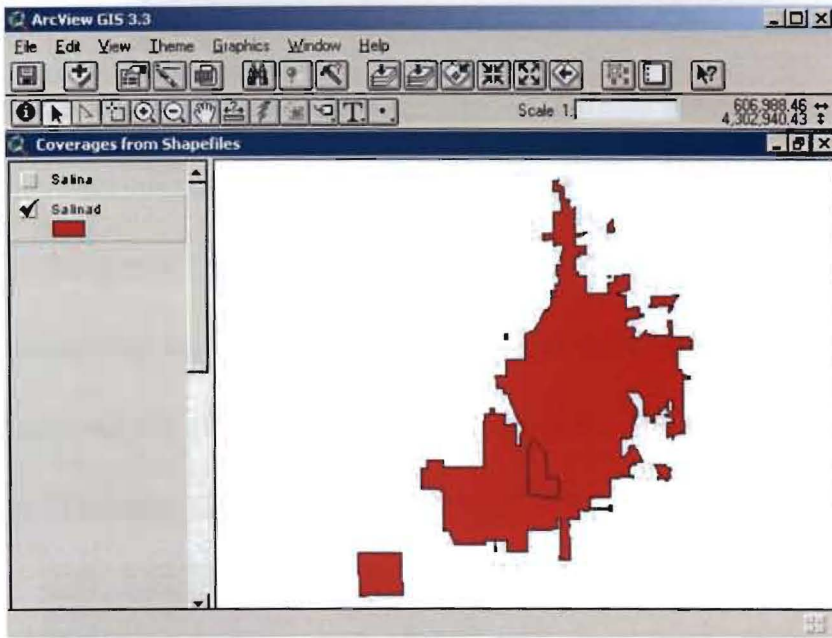 ArcView GIS 3.3
File Edit View Theme Graphics Window Help
Scale 1: 606,988.46
4,302,940.43
Coverages from Shapefiles
Salina
Salinad